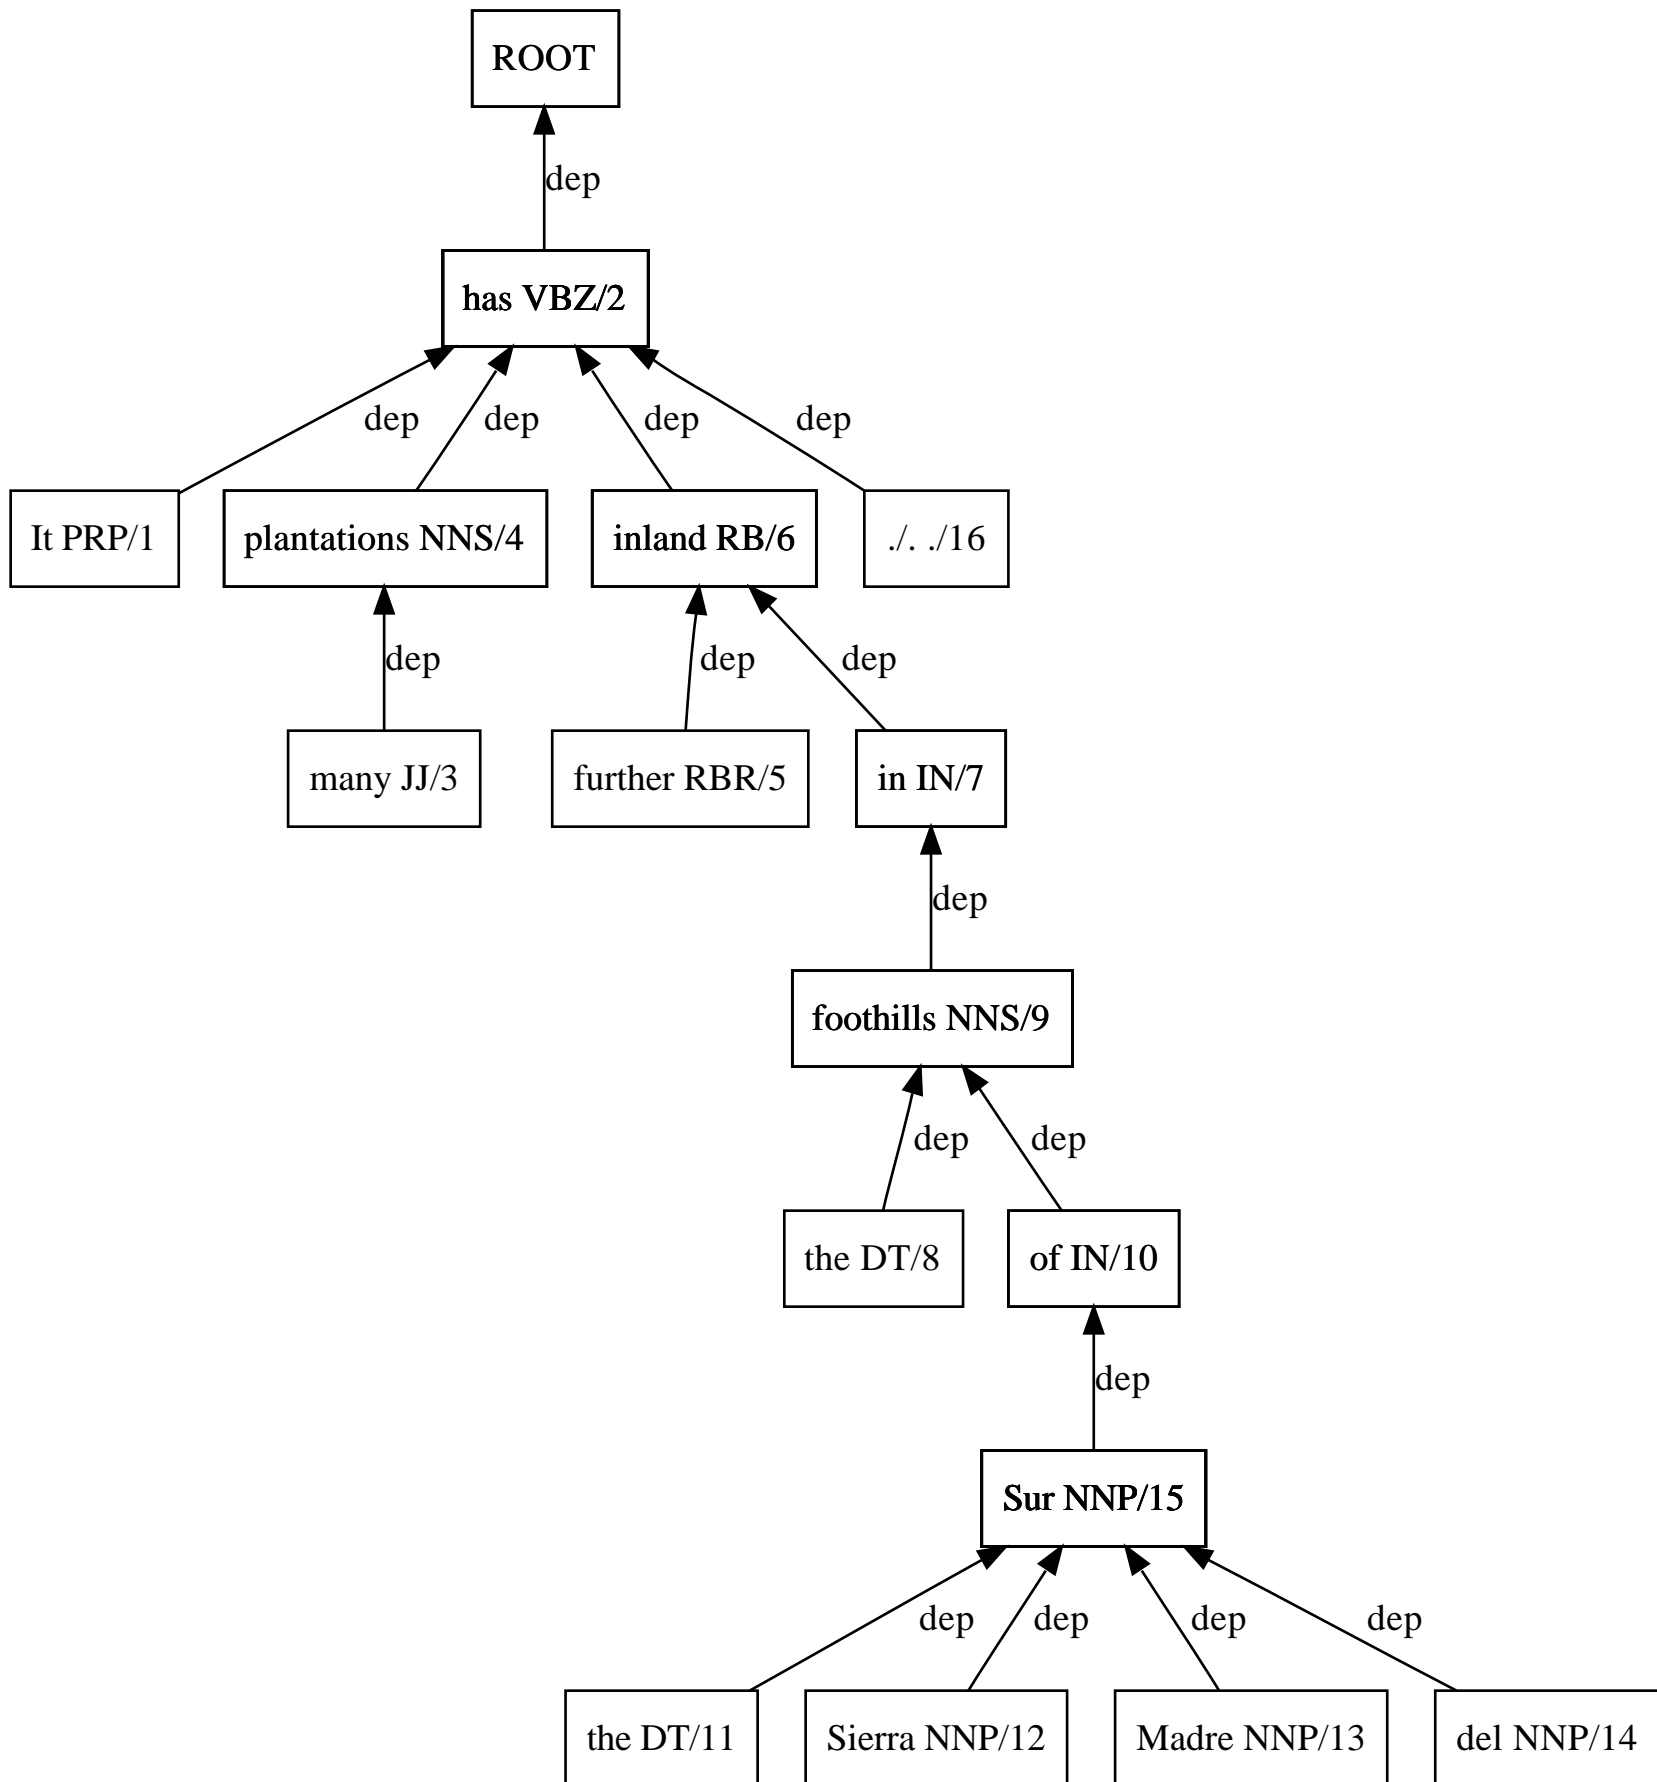 ROOT
dep
has VBZ/2
dep dep dep dep
It PRP/1 plantations NNS/4 inland RB/6 ./. ./16
dep dep dep
many JJ/3 further RBR/5 in IN/7
dep
foothills NNS/9
dep dep
the DT/8 of IN/10
dep
Sur NNP/15
dep dep dep dep
the DT/11 Sierra NNP/12 Madre NNP/13 del NNP/14